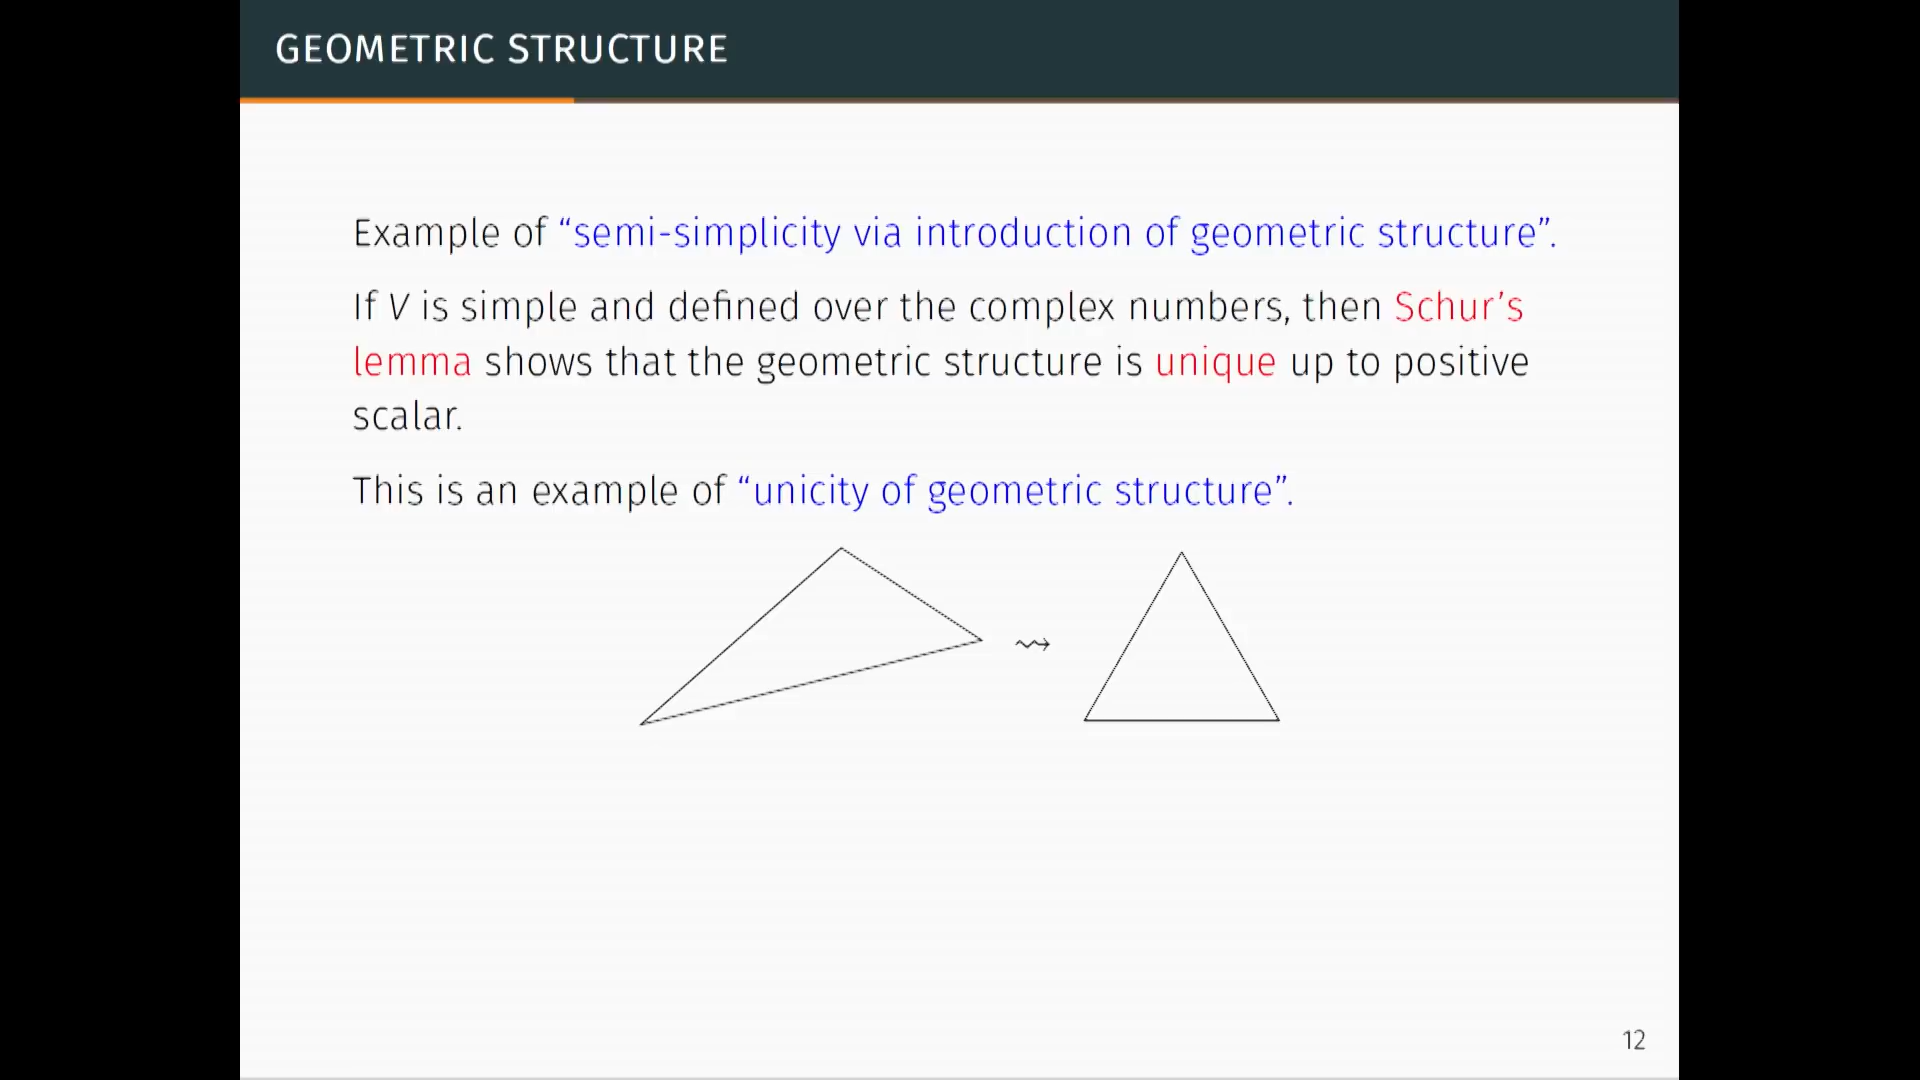 GEOMETRIC STRUCTURE
Example of “semi-simplicity via introduction of geometric structure”.
If V is simple and defined over the complex numbers, then Schur’s
lemma shows that the geometric structure is unique up to positive
scalar.
This is an example of “unicity of geometric structure”.
12